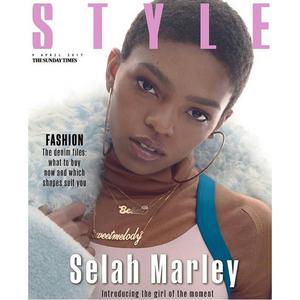 STYLE
9 APRIL 2017
THE SUNDAY TIMES
FASHION
The denim files:
what to buy
now and which
shapes suit you
sweetmelody
Selah Marley
Introducing the girl of the moment